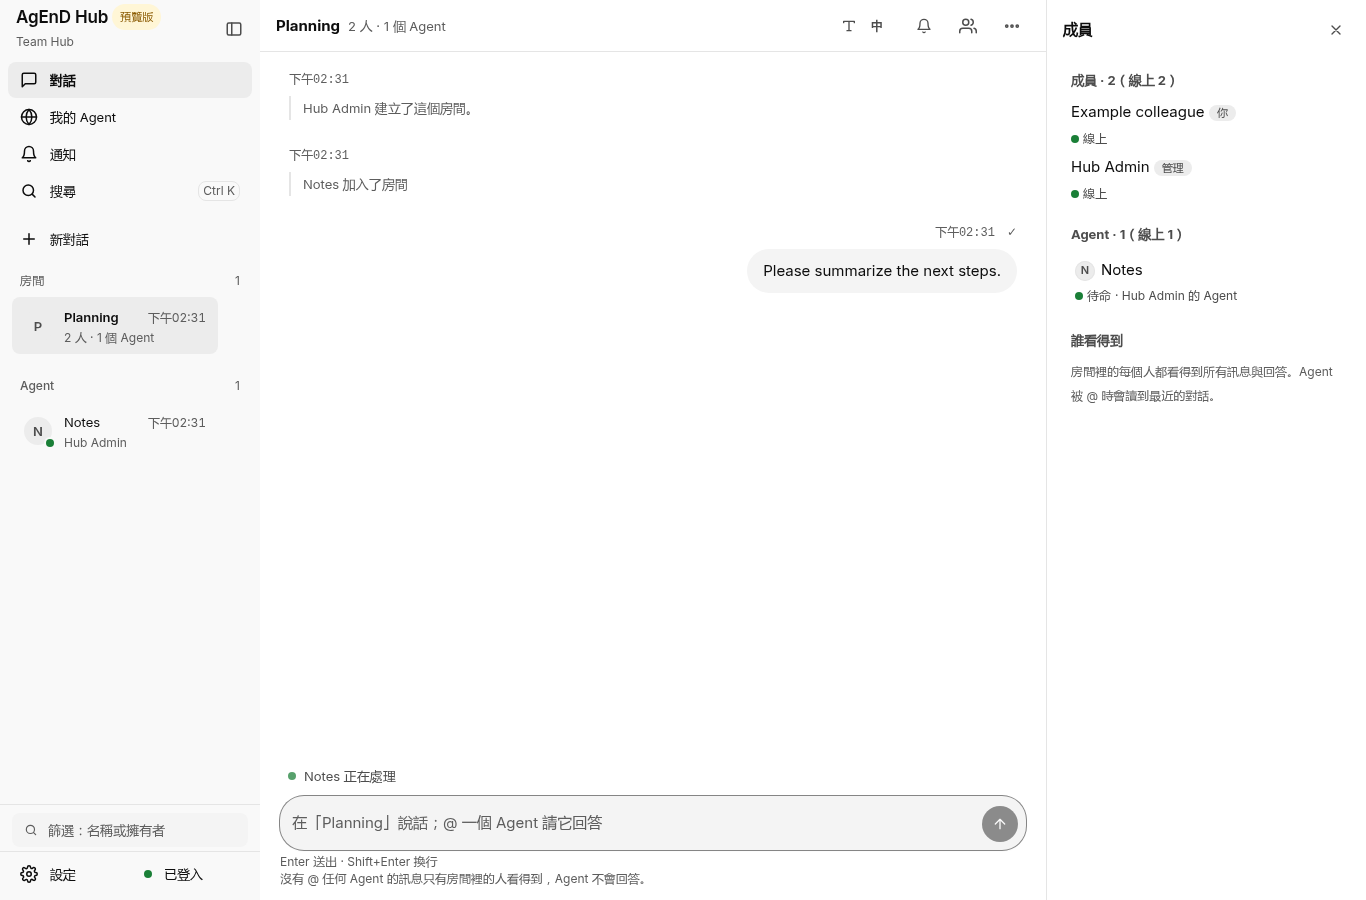 AgEnD Hub 預覽版
Team Hub
對話
我的 Agent
通知
搜尋 Ctrl K
新對話
房間 1
P Planning 下午02:31
2 人 · 1 個 Agent
Agent 1
N Notes 下午02:31
Hub Admin
篩選：名稱或擁有者
設定 已登入
Planning 2 人 · 1 個 Agent
T 中
下午02:31
Hub Admin 建立了這個房間。
下午02:31
Notes 加入了房間
下午02:31 ✓
Please summarize the next steps.
Notes 正在處理
在「Planning」說話；@ 一個 Agent 請它回答
Enter 送出 · Shift+Enter 換行
沒有 @ 任何 Agent 的訊息只有房間裡的人看得到，Agent 不會回答。
成員
成員 · 2（線上 2）
Example colleague 你
線上
Hub Admin 管理
線上
Agent · 1（線上 1）
N Notes
待命 · Hub Admin 的 Agent
誰看得到
房間裡的每個人都看得到所有訊息與回答。Agent
被 @ 時會讀到最近的對話。